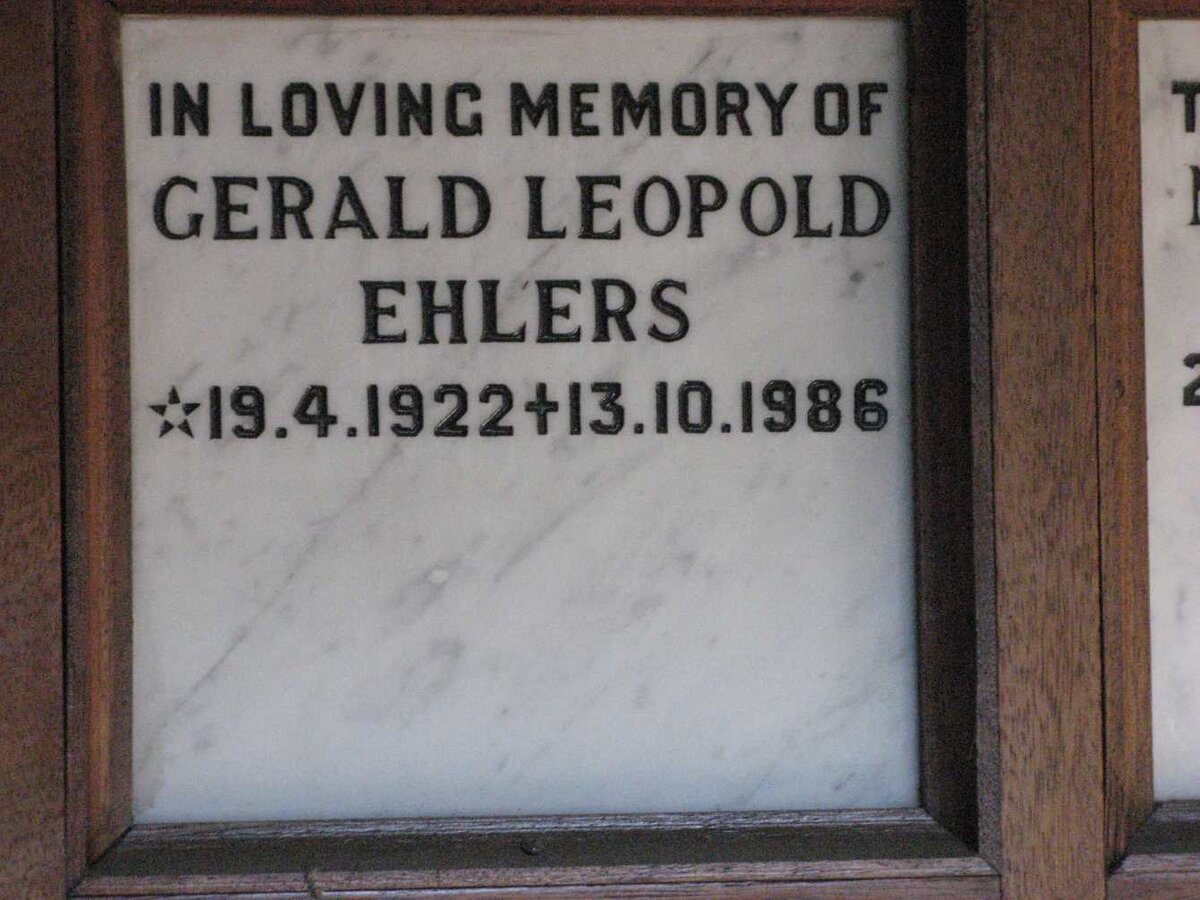 IN LOVING MEMORY OF
GERALD LEOPOLD
EHLERS
☆19.4.1922✝13.10.1986